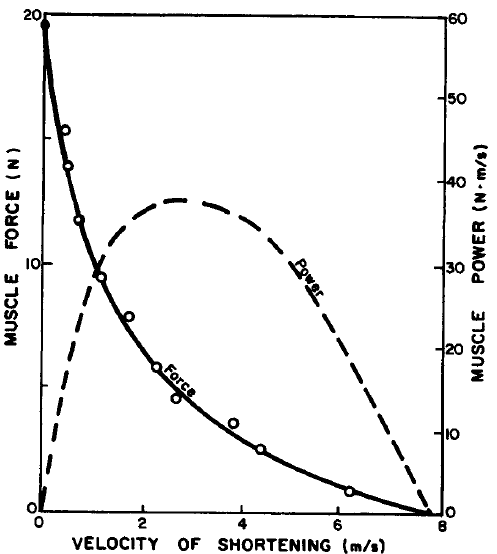 20
10
0
MUSCLE FORCE (N)
60
50
40
30
20
10
0
MUSCLE POWER (N·m/s)
Power
Force
0 2 4 6 8
VELOCITY OF SHORTENING (m/s)